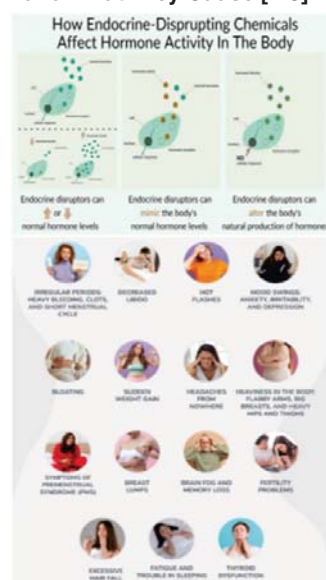 How Endocrine-Disrupting Chemicals
Affect Hormone Activity In The Body
Endocrine disruptors can
or
normal hormone levels
Endocrine disruptors can
mimic the body's
normal hormone levels
Endocrine disruptors can
alter the body's
natural production of hormones
IRREGULAR PERIODS:
HEAVY BLEEDING, CLOTS,
AND SHORT MENSTRUAL
CYCLE
DECREASED
LIBIDO
HOT
FLASHES
MOOD SWINGS:
ANXIETY, IRRITABILITY,
AND DEPRESSION
BLOATING
SUDDEN
WEIGHT GAIN
HEADACHES
FROM
NOWHERE
HEAVINESS IN THE BODY:
FLABBY ARMS, BIG
BREASTS, AND HEAVY
HIPS AND THIGHS
SYMPTOMS OF
PREMENSTRUAL
SYNDROME (PMS)
BREAST
LUMPS
BRAIN FOG AND
MEMORY LOSS
FERTILITY
PROBLEMS
EXCESSIVE
HAIR FALL
FATIGUE AND
TROUBLE IN SLEEPING
THYROID
DYSFUNCTION